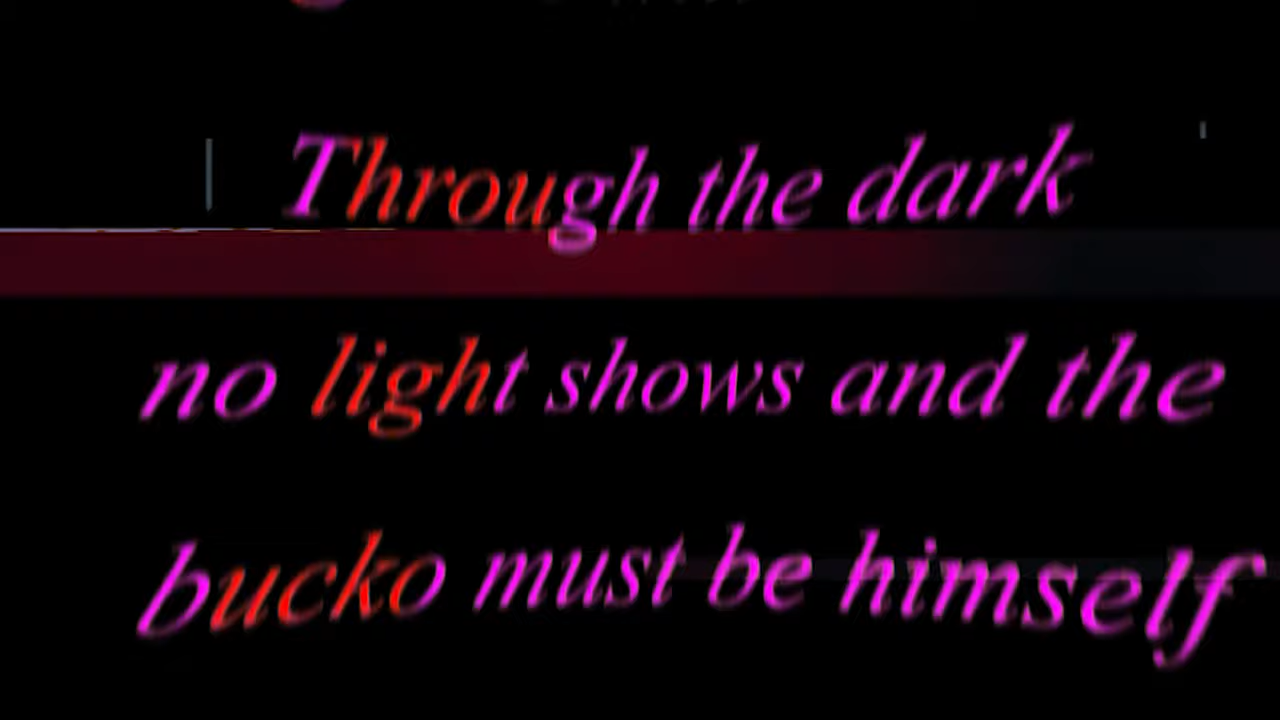 Through the dark
no light shows and the
bucko must be himself